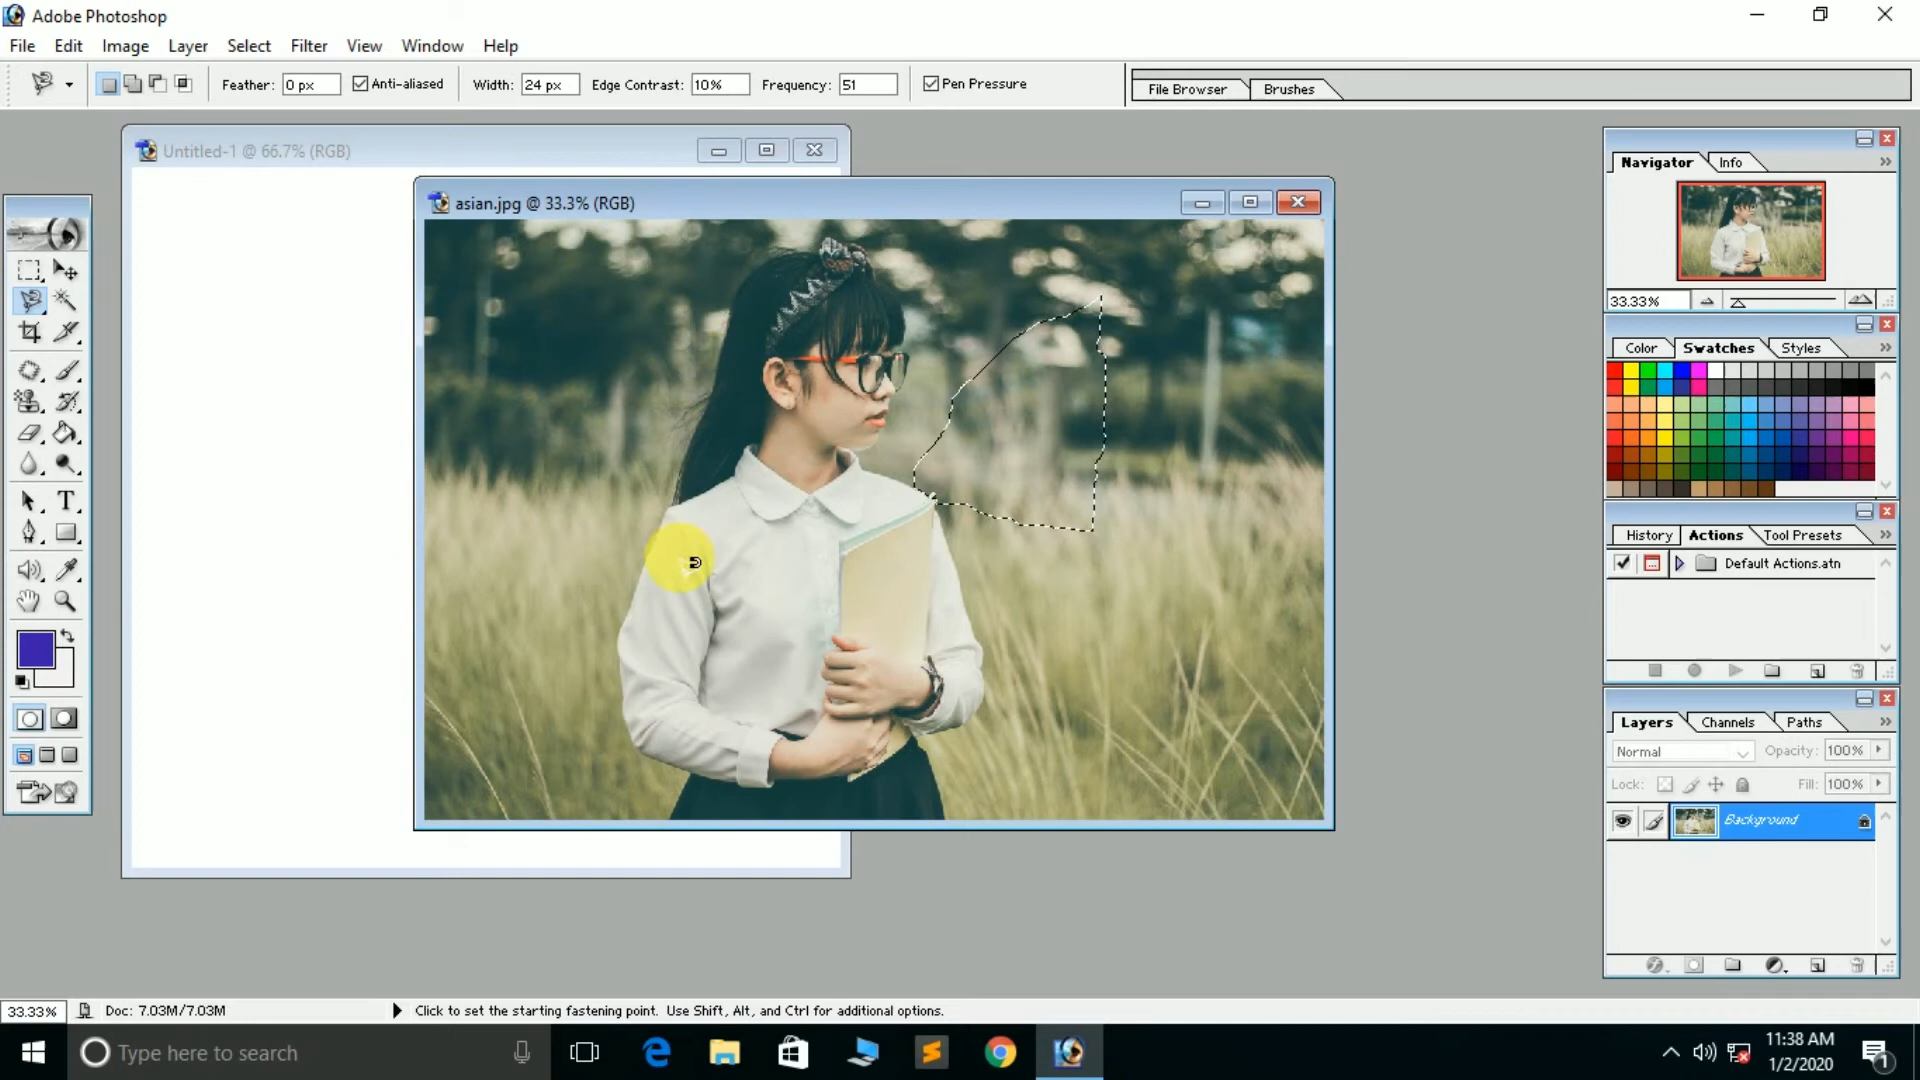 Adobe Photoshop
File Edit Image Layer Select Filter View Window Help
Feather: 0 px Anti-aliased Width: 24 px Edge Contrast: 10% Frequency: 51 Pen Pressure File Browser Brushes
Untitled-1 @ 66.7% (RGB)
asian.jpg @ 33.3% (RGB)
Navigator Info
33.33%
Color Swatches Styles
History Actions Tool Presets
Default Actions.atn
Layers Channels Paths
Normal Opacity: 100%
Lock: Fill: 100%
Background
33.33% Doc: 7.03M/7.03M Click to set the starting fastening point. Use Shift, Alt, and Ctrl for additional options.
Type here to search
11:38 AM
1/2/2020
1